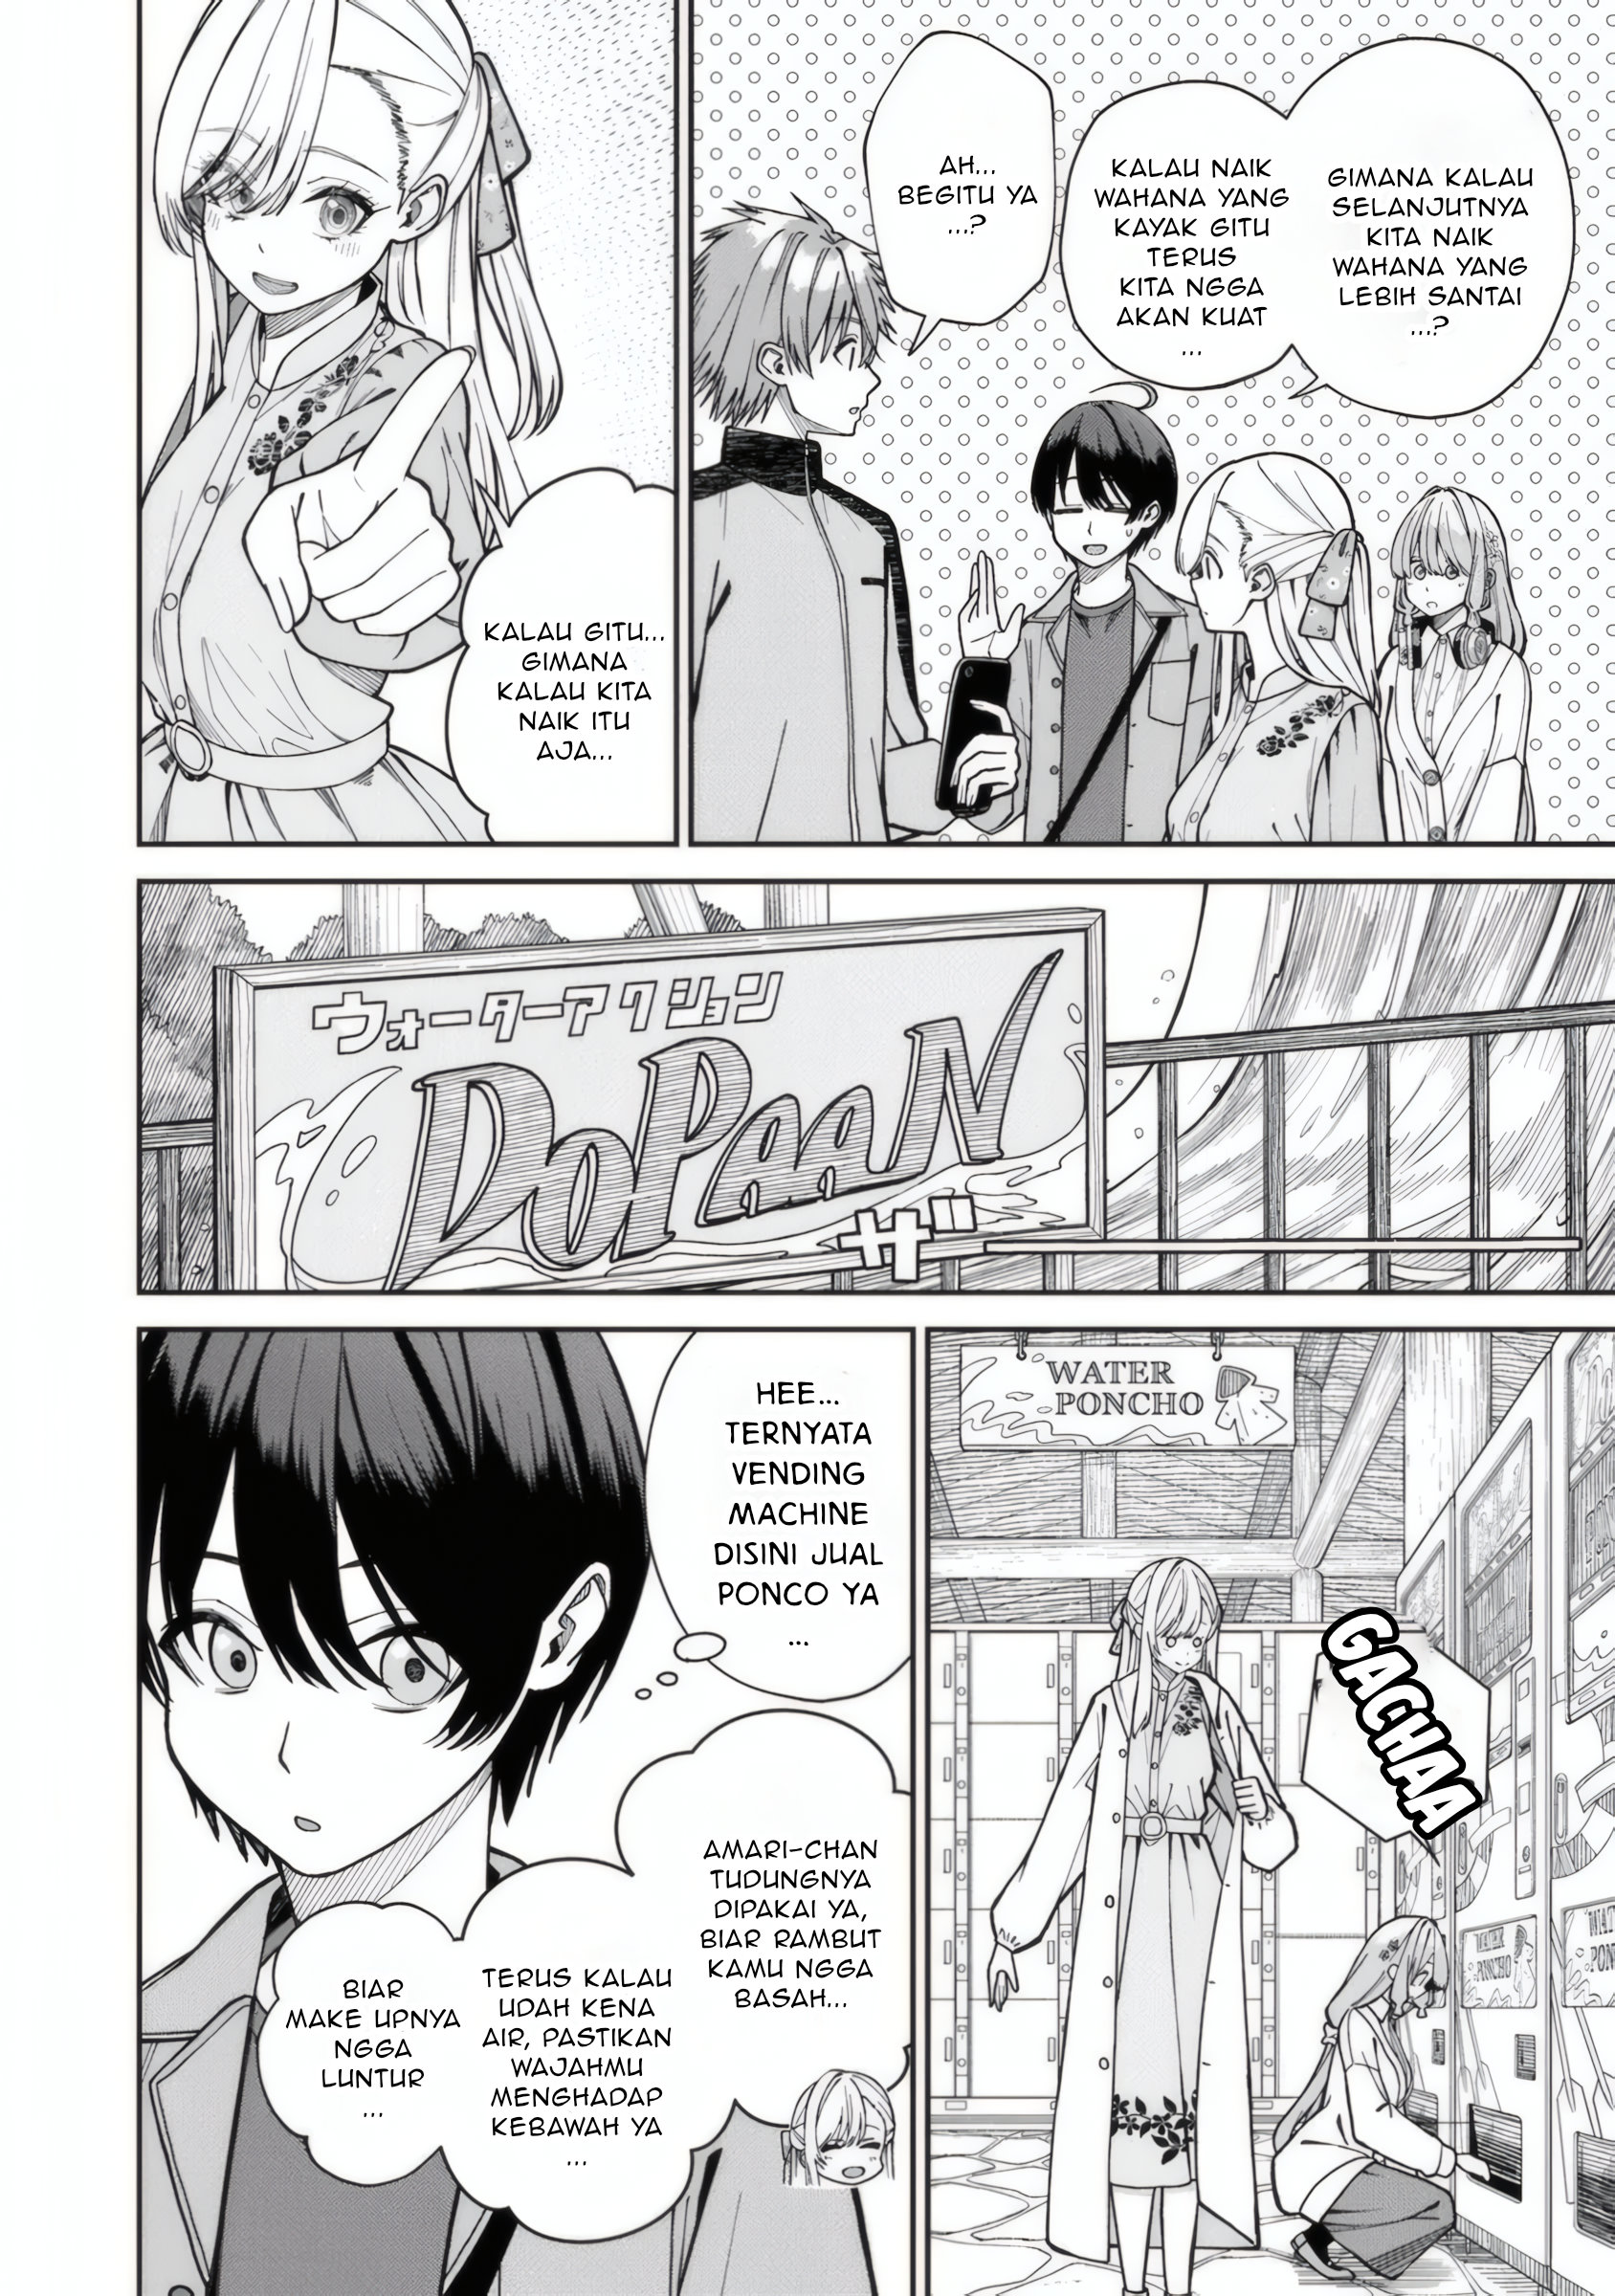 GIMANA KALAU
SELANJUTNYA
KITA NAIK
WAHANA YANG
LEBIH SANTAI
...?
KALAU NAIK
WAHANA YANG
KAYAK GITU
TERUS
KITA NGGA
AKAN KUAT
...
AH...
BEGITU YA
...?
KALAU GITU...
GIMANA
KALAU KITA
NAIK ITU
AJA...
ウォーターアクション
DOPAAN
ザー
WATER
PONCHO
GACHAA
WATER
PONCHO
HEE...
TERNYATA
VENDING
MACHINE
DISINI JUAL
PONCO YA
...
AMARI-CHAN
TUDUNGNYA
DIPAKAI YA,
BIAR RAMBUT
KAMU NGGA
BASAH...
TERUS KALAU
UDAH KENA
AIR, PASTIKAN
WAJAHMU
MENGHADAP
KEBAWAH YA
...
BIAR
MAKE UPNYA
NGGA
LUNTUR
...